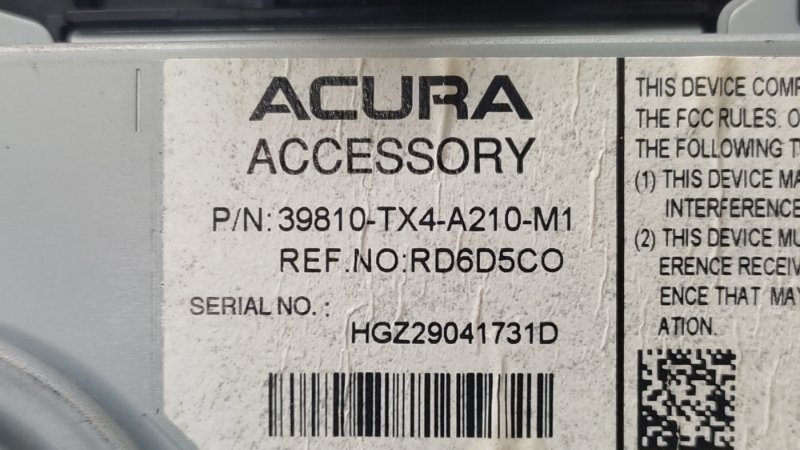 ACURA
ACCESSORY
P/N: 39810-TX4-A210-M1
REF.NO:RD6D5CO
SERIAL NO. :
HGZ29041731D
THIS DEVICE COMP
THE FCC RULES. O
THE FOLLOWING T
(1) THIS DEVICE MA
INTERFERENCE
(2) THIS DEVICE MU
ERENCE RECEIV
ENCE THAT MAY
ATION.